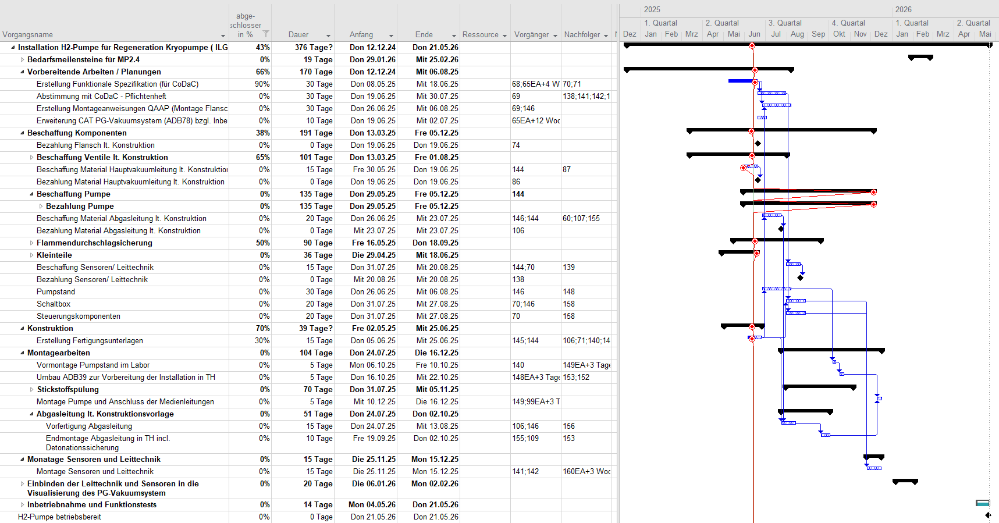 2025 2026
abge-
schlosser
in %
1. Quartal 2. Quartal 3. Quartal 4. Quartal 1. Quartal 2. Quartal
Vorgangsname Dauer Anfang Ende Ressource Vorgänger Nachfolger Dez Jan Feb Mrz Apr Mai Jun Jul Aug Sep Okt Nov Dez Jan Feb Mrz Apr Mai
Installation H2-Pumpe für Regeneration Kryopumpe ( ILG 43% 376 Tage? Don 12.12.24 Don 21.05.26
Bedarfsmeilensteine für MP2.4 0% 19 Tage Don 29.01.26 Mit 25.02.26
Vorbereitende Arbeiten / Planungen 66% 170 Tage Don 12.12.24 Mit 06.08.25
Erstellung Funktionale Spezifikation (für CoDaC) 90% 30 Tage Don 08.05.25 Mit 18.06.25 68;65EA+4 W 70;71
Abstimmung mit CoDaC - Pflichtenheft 0% 30 Tage Don 19.06.25 Mit 30.07.25 69 138;141;142;1
Erstellung Montageanweisungen QAAP (Montage Flansc 0% 30 Tage Don 26.06.25 Mit 06.08.25 69;146
Erweiterung CAT PG-Vakuumsystem (ADB78) bzgl. Inbe 0% 10 Tage Don 19.06.25 Mit 02.07.25 65EA+12 Woc
Beschaffung Komponenten 38% 191 Tage Don 13.03.25 Fre 05.12.25
Bezahlung Flansch lt. Konstruktion 0% 0 Tage Don 19.06.25 Don 19.06.25 74
Beschaffung Ventile lt. Konstruktion 65% 101 Tage Don 13.03.25 Fre 01.08.25
Beschaffung Material Hauptvakuumleitung lt. Konstruktion 0% 15 Tage Fre 30.05.25 Don 19.06.25 144 87
Bezahlung Material Hauptvakuumleitung lt. Konstruktion 0% 0 Tage Don 19.06.25 Don 19.06.25 86
Beschaffung Pumpe 0% 135 Tage Don 29.05.25 Fre 05.12.25 144
Bezahlung Pumpe 0% 135 Tage Don 29.05.25 Fre 05.12.25
Beschaffung Material Abgasleitung lt. Konstruktion 0% 20 Tage Don 26.06.25 Mit 23.07.25 146;144 60;107;155
Bezahlung Material Abgasleitung lt. Konstruktion 0% 0 Tage Mit 23.07.25 Mit 23.07.25 106
Flammendurchschlagsicherung 50% 90 Tage Fre 16.05.25 Don 18.09.25
Kleinteile 0% 36 Tage Die 29.04.25 Mit 18.06.25
Beschaffung Sensoren/ Leittechnik 0% 15 Tage Don 31.07.25 Mit 20.08.25 144;70 139
Bezahlung Sensoren/ Leittechnik 0% 0 Tage Mit 20.08.25 Mit 20.08.25 138
Pumpstand 0% 30 Tage Don 26.06.25 Mit 06.08.25 146 148
Schaltbox 0% 20 Tage Don 31.07.25 Mit 27.08.25 70;146 158
Steuerungskomponenten 0% 20 Tage Don 31.07.25 Mit 27.08.25 70 158
Konstruktion 70% 39 Tage? Fre 02.05.25 Mit 25.06.25
Erstellung Fertigungsunterlagen 30% 15 Tage Don 05.06.25 Mit 25.06.25 145;144 106;71;140;14
Montagearbeiten 0% 104 Tage Don 24.07.25 Die 16.12.25
Vormontage Pumpstand im Labor 0% 5 Tage Mon 06.10.25 Fre 10.10.25 140 149EA+3 Tage
Umbau ADB39 zur Vorbereitung der Installation in TH 0% 5 Tage Don 16.10.25 Mit 22.10.25 148EA+3 Tage 153;152
Stickstoffspülung 0% 70 Tage Don 31.07.25 Mit 05.11.25
Montage Pumpe und Anschluss der Medienleitungen 0% 5 Tage Mit 10.12.25 Die 16.12.25 149;99EA+3 T
Abgasleitung lt. Konstruktionsvorlage 0% 51 Tage Don 24.07.25 Don 02.10.25
Vorfertigung Abgasleitung 0% 15 Tage Don 24.07.25 Mit 13.08.25 106;146 156
Endmontage Abgasleitung in TH incl. 0% 10 Tage Fre 19.09.25 Don 02.10.25 155;109 153
Detonationssicherung
Monatage Sensoren und Leittechnik 0% 15 Tage Die 25.11.25 Mon 15.12.25
Montage Sensoren und Leittechnik 0% 15 Tage Die 25.11.25 Mon 15.12.25 141;142 160EA+3 Woc
Einbinden der Leittechnik und Sensoren in die 0% 20 Tage Die 06.01.26 Mon 02.02.26
Visualisierung des PG-Vakuumsystem
Inbetriebnahme und Funktionstests 0% 14 Tage Mon 04.05.26 Don 21.05.26
H2-Pumpe betriebsbereit 0% 0 Tage Don 21.05.26 Don 21.05.26